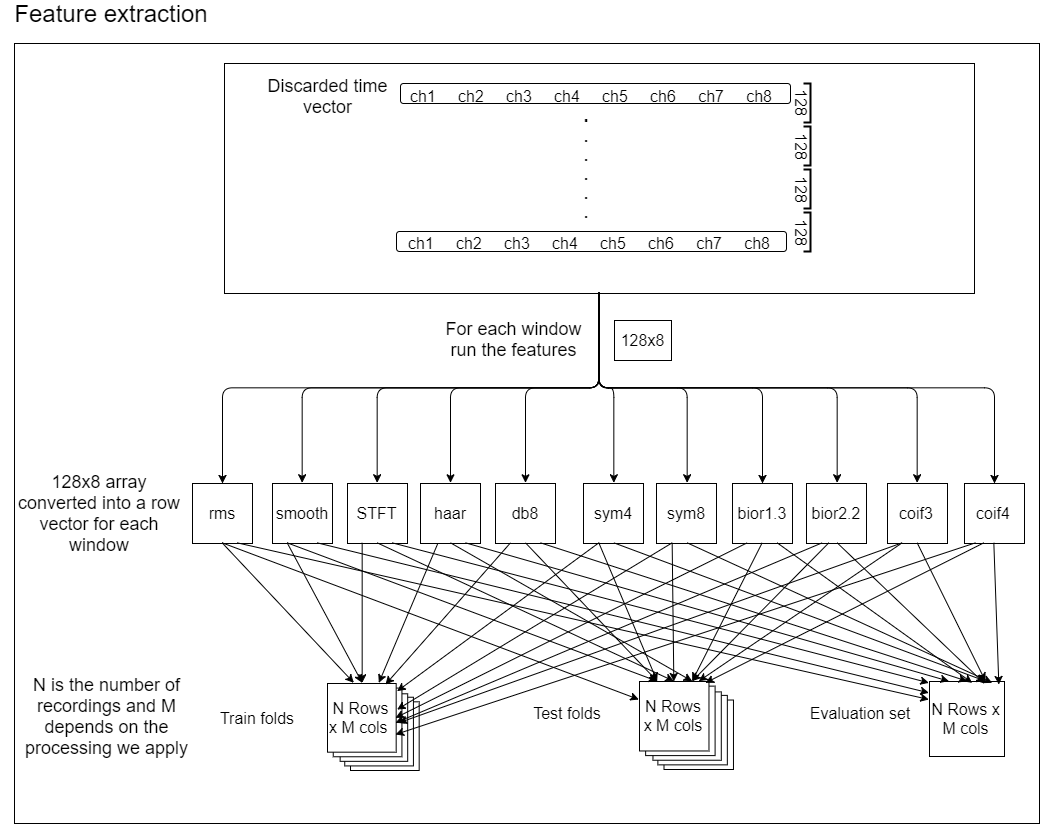 Feature extraction
Discarded time
vector
ch1 ch2 ch3 ch4 ch5 ch6 ch7 ch8
128
128
128
128
ch1 ch2 ch3 ch4 ch5 ch6 ch7 ch8
For each window
run the features
128x8
128x8 array
converted into a row
vector for each
window
rms smooth STFT haar db8 sym4 sym8 bior1.3 bior2.2 coif3 coif4
N is the number of
recordings and M
depends on the
processing we apply
Train folds
N Rows
x M cols
Test folds
N Rows
x M cols
Evaluation set
N Rows x
M cols